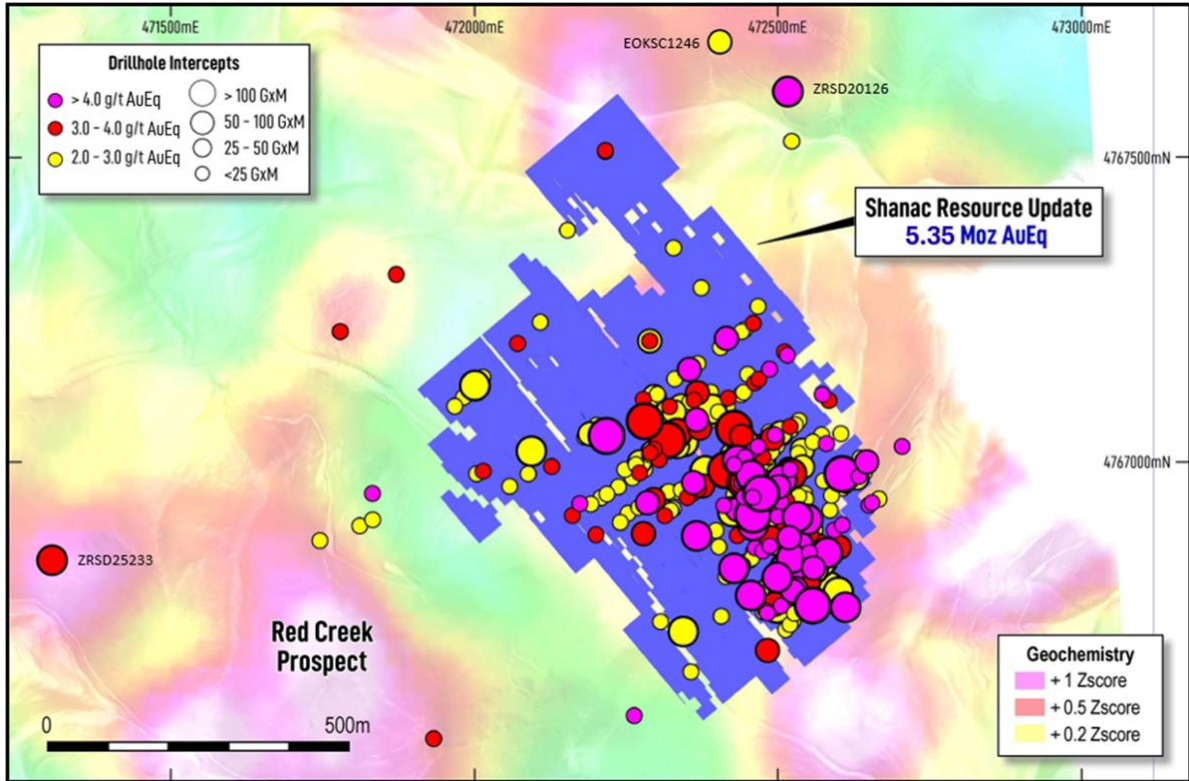 471500mE
472000mE
472500mE
473000mE
EOKSC1246
ZRSD20126
Drillhole Intercepts
> 4.0 g/t AuEq
3.0 - 4.0 g/t AuEq
2.0 - 3.0 g/t AuEq
> 100 GxM
50 - 100 GxM
25 - 50 GxM
<25 GxM
4767500mN
Shanac Resource Update
5.35 Moz AuEq
4767000mN
ZRSD25233
Red Creek
Prospect
0
500m
Geochemistry
+ 1 Zscore
+ 0.5 Zscore
+ 0.2 Zscore